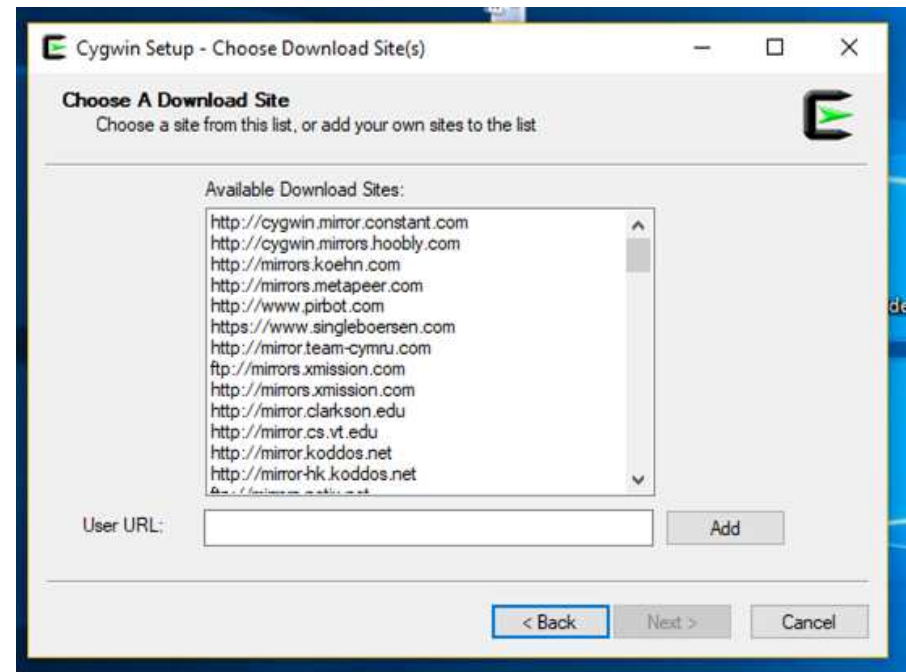 Cygwin Setup - Choose Download Site(s)
Choose A Download Site
Choose a site from this list, or add your own sites to the list
Available Download Sites:
http://cygwin.mirror.constant.com
http://cygwin.mirrors.hoobly.com
http://mirrors.koehn.com
http://mirrors.metapeer.com
http://www.pirbot.com
https://www.singleboersen.com
http://mirror.team-cymru.com
ftp://mirrors.xmission.com
http://mirrors.xmission.com
http://mirror.clarkson.edu
http://mirror.cs.vt.edu
http://mirror.koddos.net
http://mirror-hk.koddos.net
User URL:
Add
< Back
Next >
Cancel